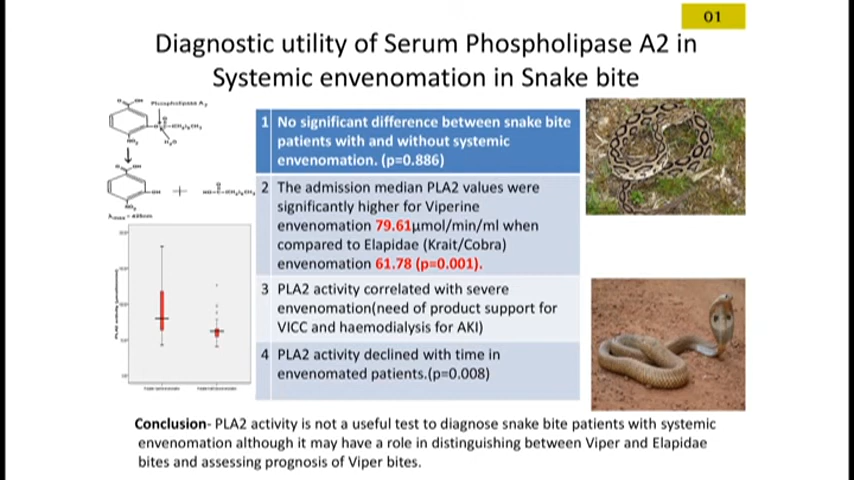 01
Diagnostic utility of Serum Phospholipase A2 in
Systemic envenomation in Snake bite
1 No significant difference between snake bite
patients with and without systemic
envenomation. (p=0.886)
2 The admission median PLA2 values were
significantly higher for Viperine
envenomation 79.61µmol/min/ml when
compared to Elapidae (Krait/Cobra)
envenomation 61.78 (p=0.001).
3 PLA2 activity correlated with severe
envenomation(need of product support for
VICC and haemodialysis for AKI)
4 PLA2 activity declined with time in
envenomated patients.(p=0.008)
Phospholipase A2
+
Conclusion- PLA2 activity is not a useful test to diagnose snake bite patients with systemic
envenomation although it may have a role in distinguishing between Viper and Elapidae
bites and assessing prognosis of Viper bites.